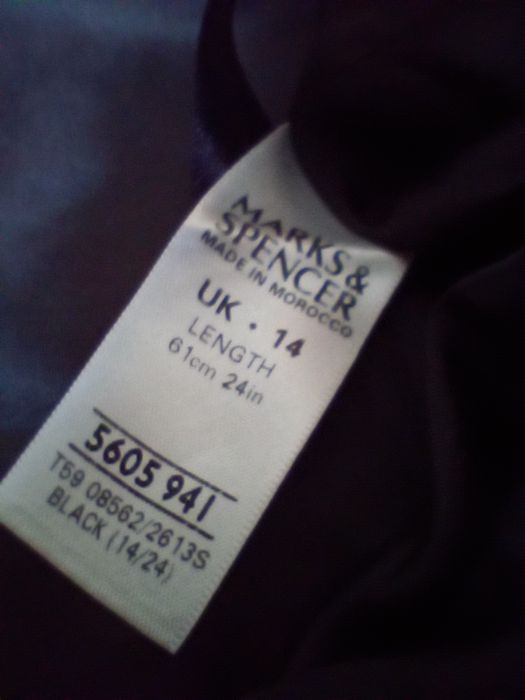 MARKS &
SPENCER
MADE IN MOROCCO
UK • 14
LENGTH
61cm 24in
5605 941
T59 08562/2613S
BLACK (14/24)